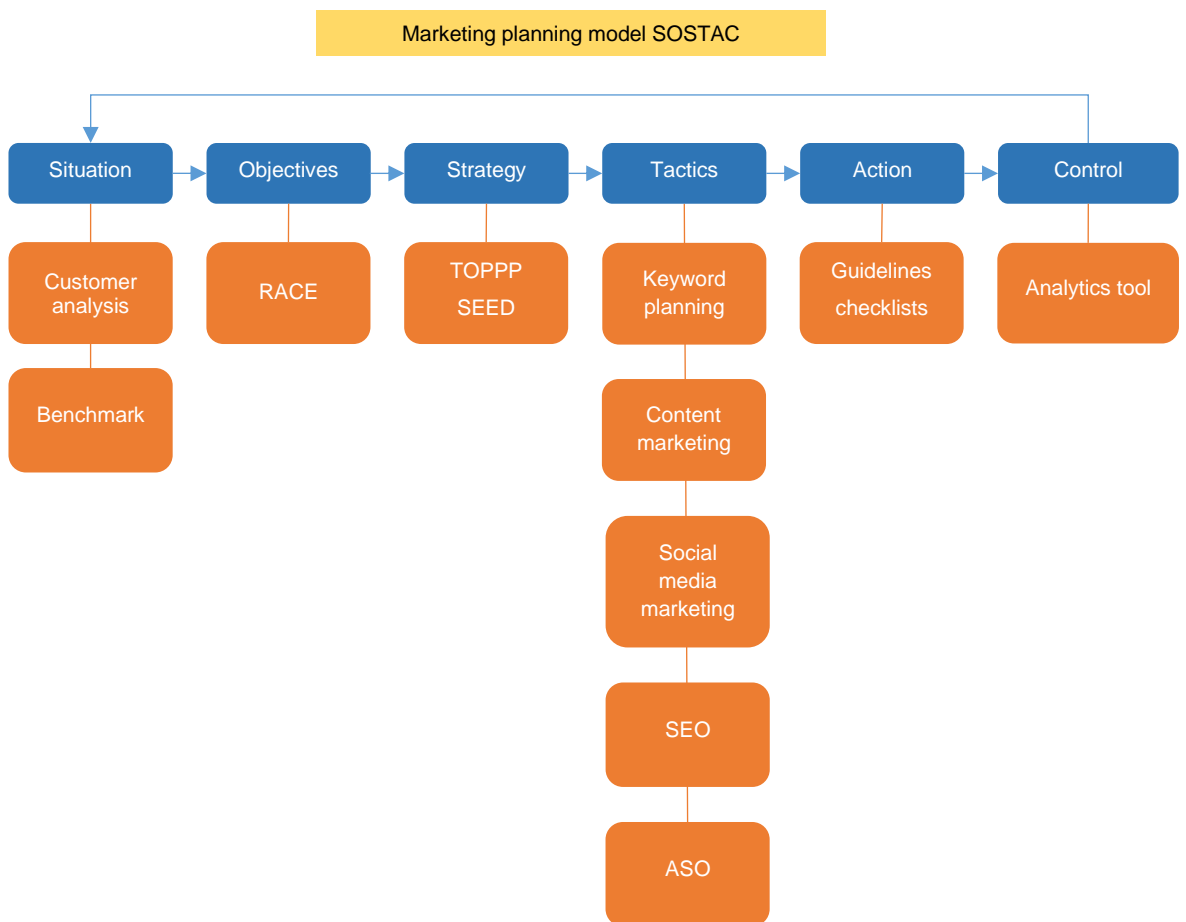 Marketing planning model SOSTAC
Situation
Objectives
Strategy
Tactics
Action
Control
Customer
analysis
RACE
TOPPP
SEED
Keyword
planning
Guidelines
checklists
Analytics tool
Benchmark
Content
marketing
Social
media
marketing
SEO
ASO